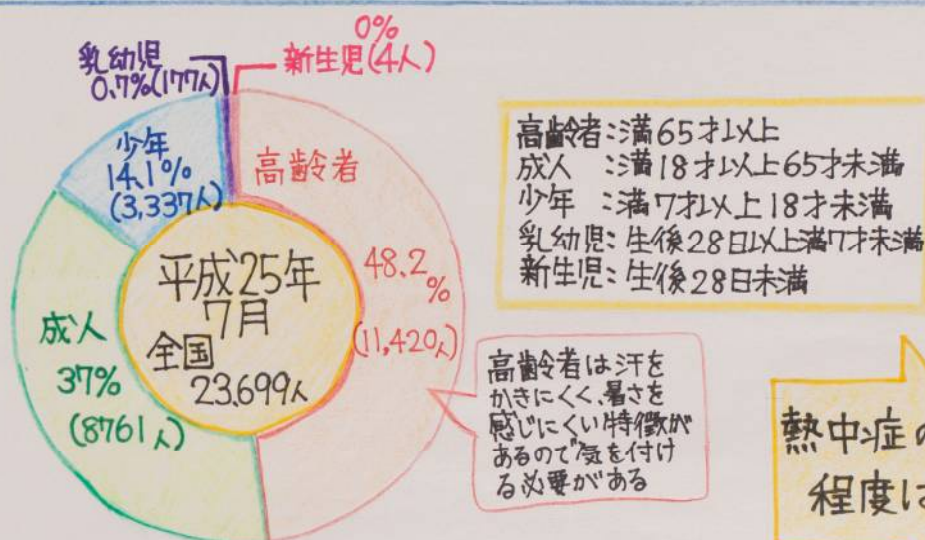 0%
新生児(4人)
乳幼児
0.7%(177人)
少年
14.1%
(3,337人)
高齢者
48.2
%
(11,420人)
平成25年
7月
全国
23,699人
成人
37%
(8761人)
高齢者:満65才以上
成人:満18才以上65才未満
少年:満7才以上18才未満
乳幼児:生後28日以上満7才未満
新生児:生後28日未満
高齢者は汗を
かきにくく、暑さを
感じにくい特徴が
あるので気を付け
る必要がある
熱中症の
程度は